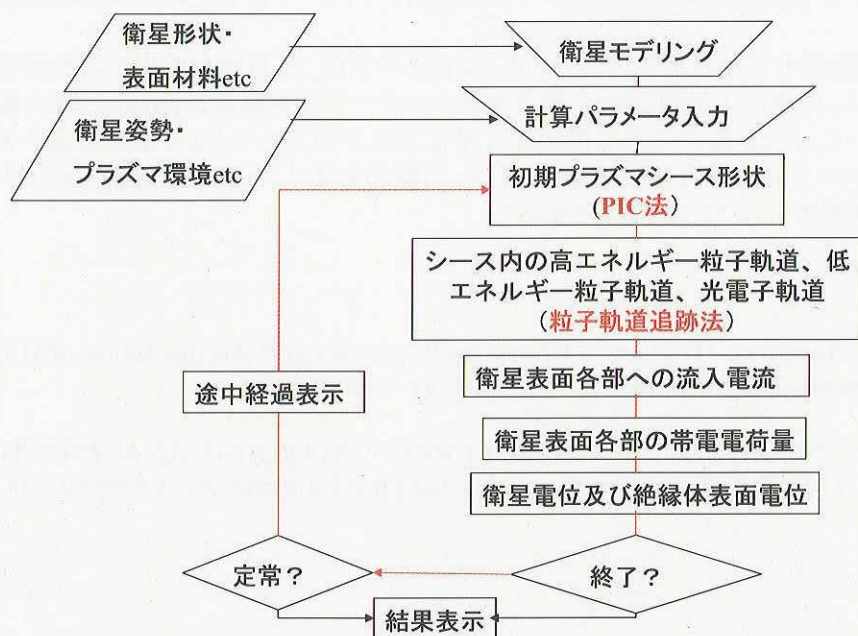 衛星形状・
表面材料etc
衛星モデリング
衛星姿勢・
プラズマ環境etc
計算パラメータ入力
初期プラズマシース形状
(PIC法)
シース内の高エネルギー粒子軌道、低
エネルギー粒子軌道、光電子軌道
(粒子軌道追跡法)
途中経過表示
衛星表面各部への流入電流
衛星表面各部の帯電電荷量
衛星電位及び絶縁体表面電位
定常？
終了？
結果表示